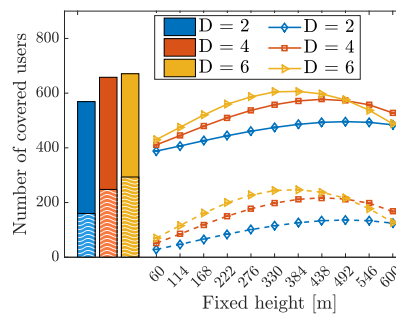 D = 2 D = 2
D = 4 D = 4
D = 6 D = 6
Number of covered users
800
600
400
200
0
60 114 168 222 276 330 384 438 492 546 600
Fixed height [m]